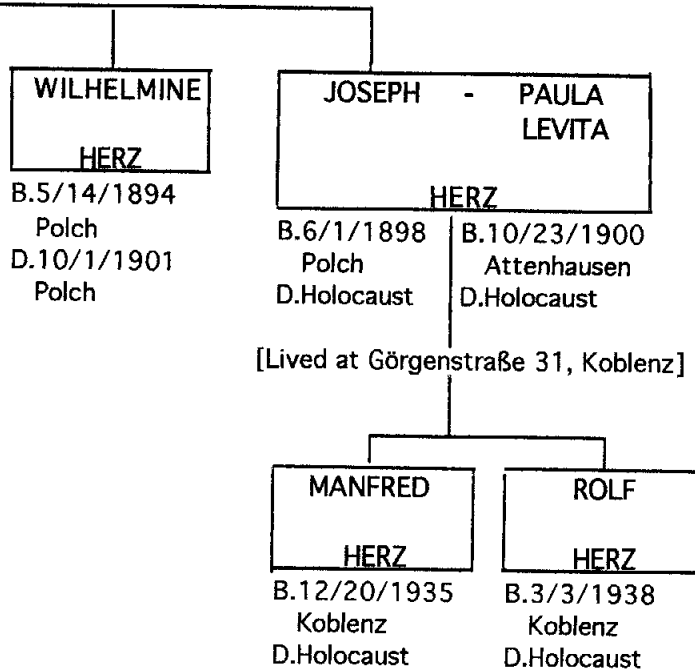 WILHELMINE
HERZ
B.5/14/1894
Polch
D.10/1/1901
Polch
JOSEPH - PAULA
LEVITA
HERZ
B.6/1/1898 B.10/23/1900
Polch Attenhausen
D.Holocaust D.Holocaust
[Lived at Görgenstraße 31, Koblenz]
MANFRED
HERZ
B.12/20/1935
Koblenz
D.Holocaust
ROLF
HERZ
B.3/3/1938
Koblenz
D.Holocaust